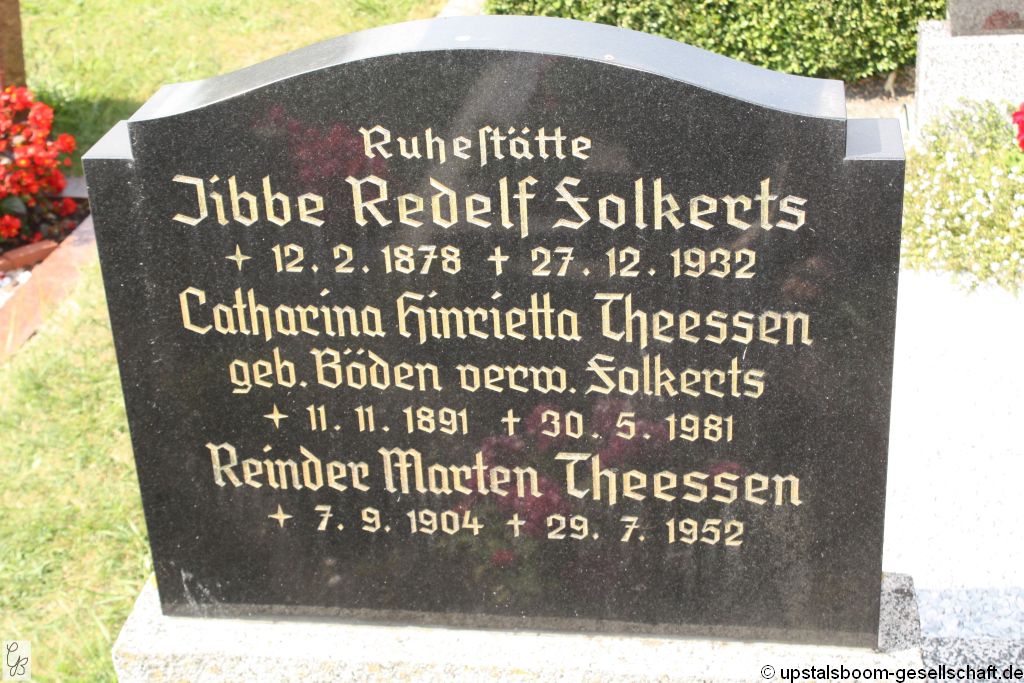 Ruheſtätte
Jibbe Redelf Folkerts
✦ 12. 2. 1878 ✝ 27. 12. 1932
Catharina Hinrietta Theessen
geb. Böden verw. Folkerts
✦ 11. 11. 1891 ✝ 30. 5. 1981
Reinder Marten Theessen
✦ 7. 9. 1904 ✝ 29. 7. 1952
GB
© upstalsboom-gesellschaft.de